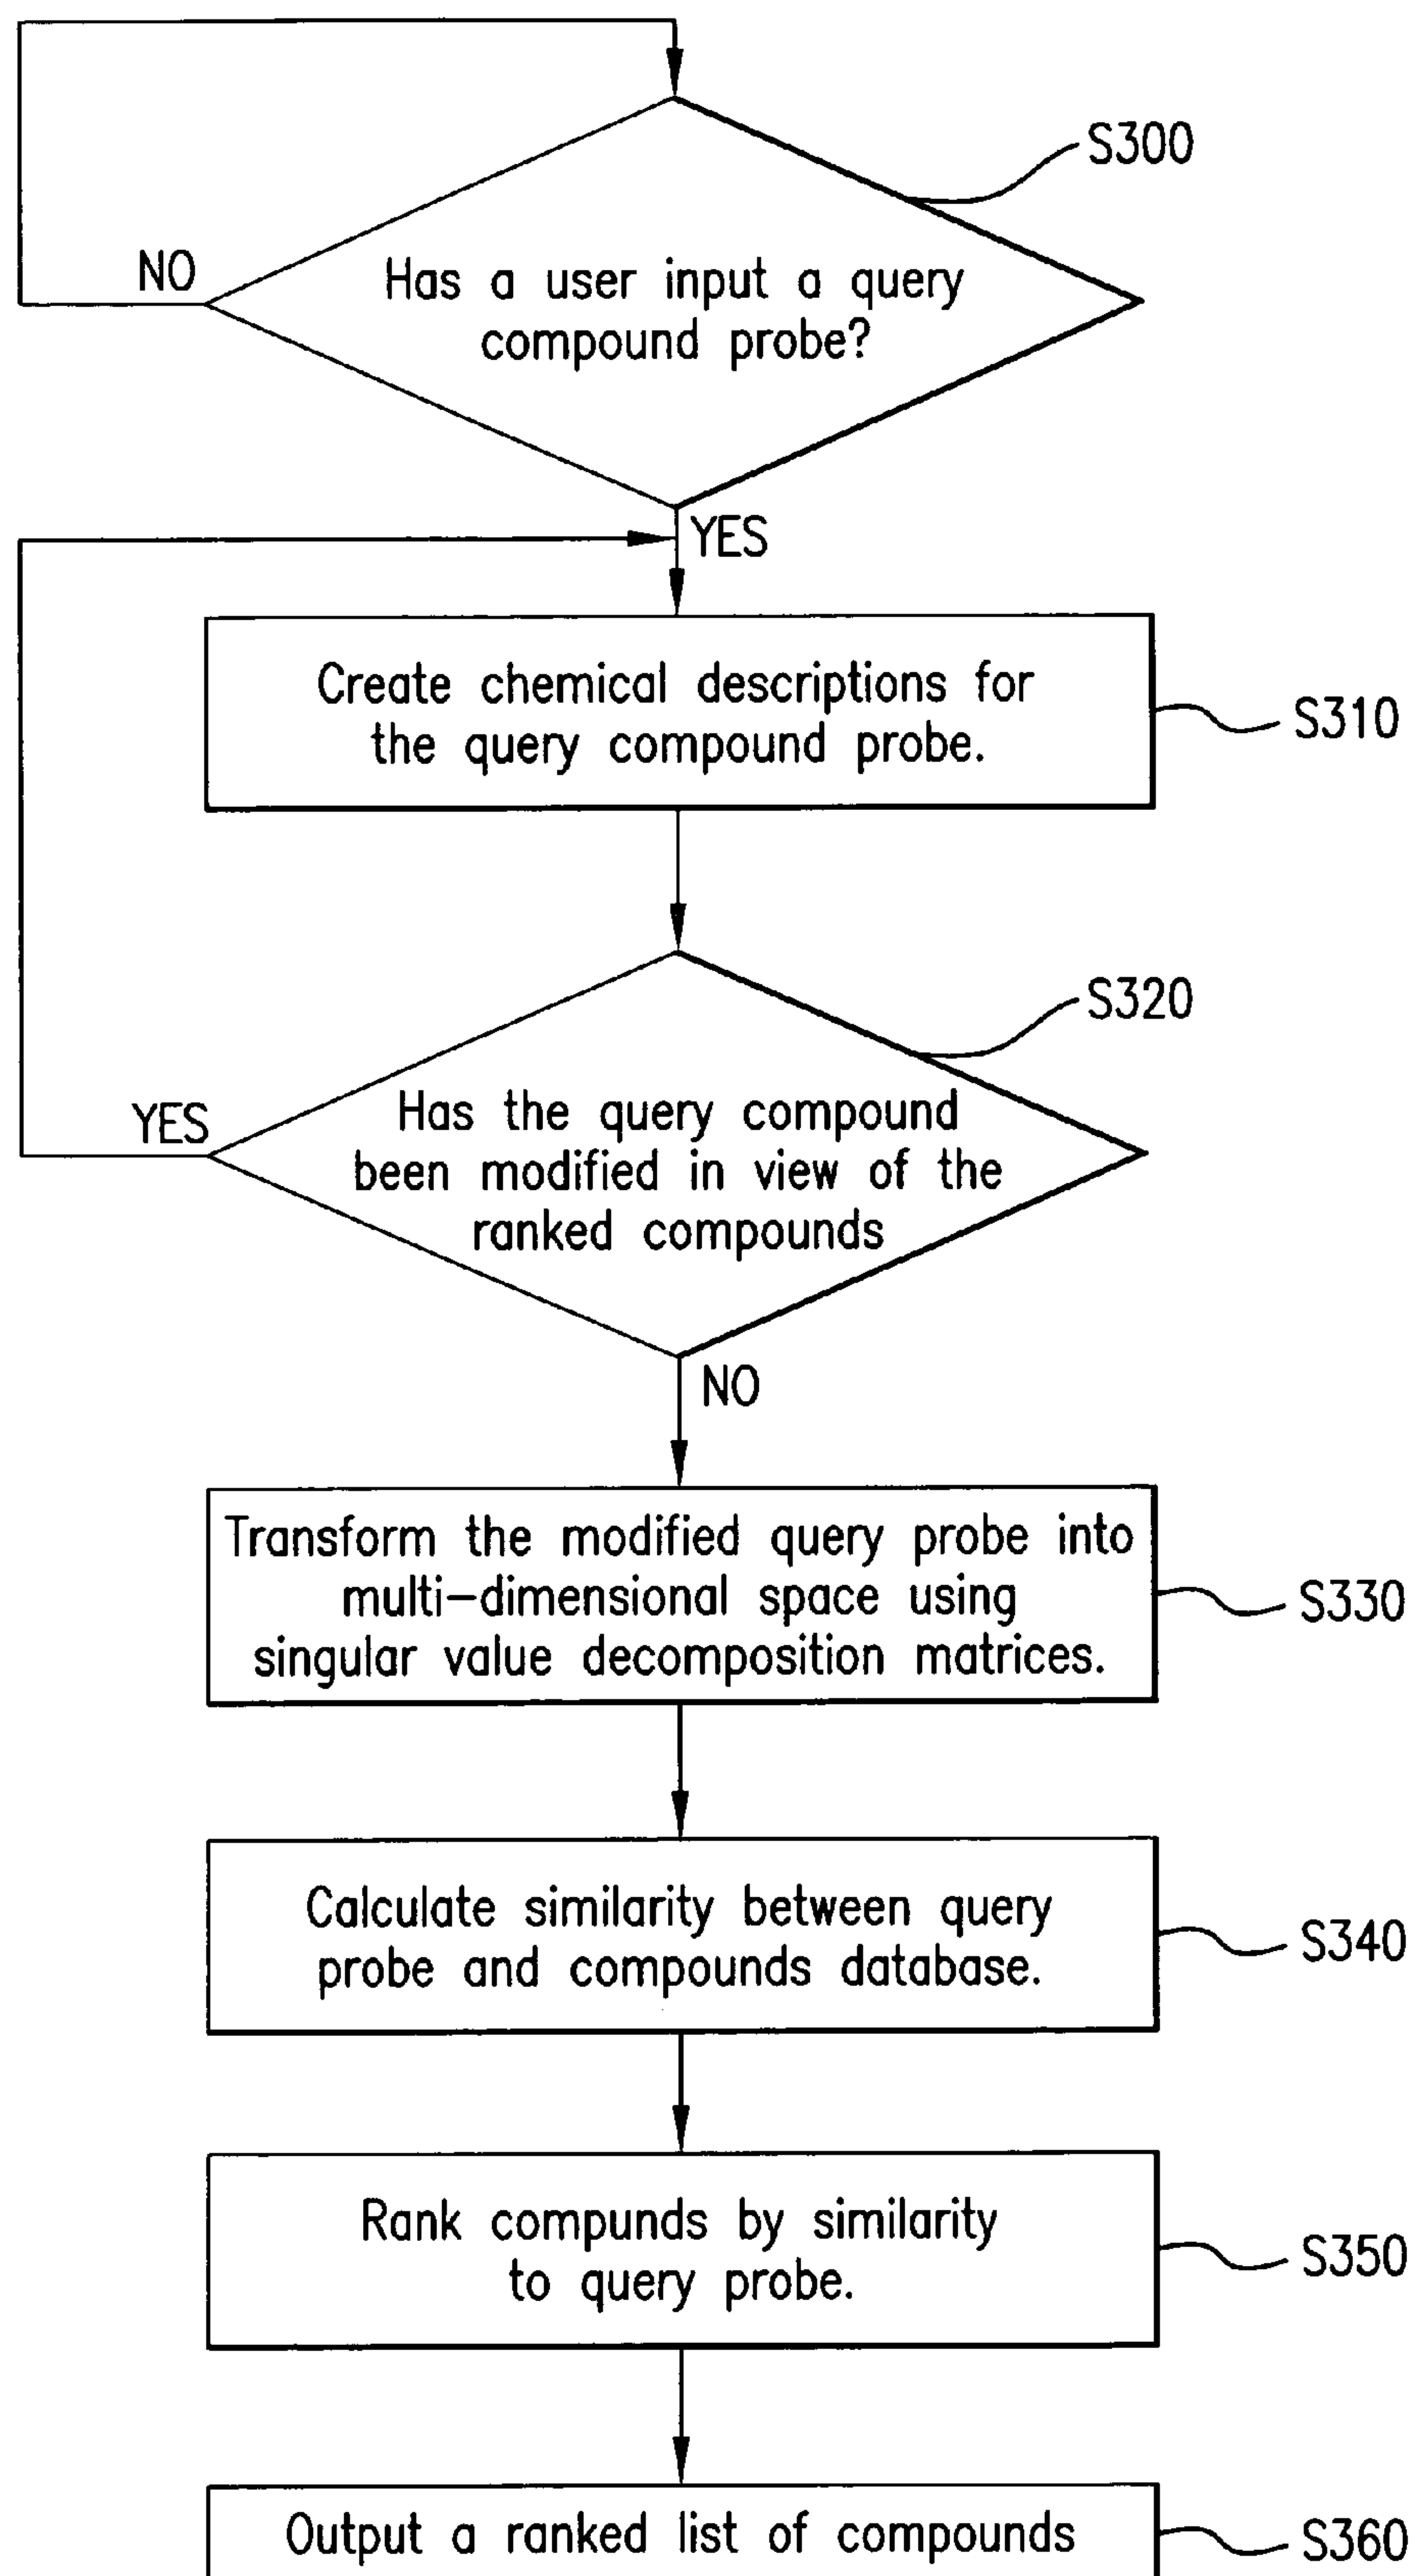 S300
NO
Has a user input a query
compound probe?
YES
Create chemical descriptions for
the query compound probe.
S310
S320
YES
Has the query compound
been modified in view of the
ranked compounds
NO
Transform the modified query probe into
multi-dimensional space using
singular value decomposition matrices.
S330
Calculate similarity between query
probe and compounds database.
S340
Rank compunds by similarity
to query probe.
S350
Output a ranked list of compounds
S360